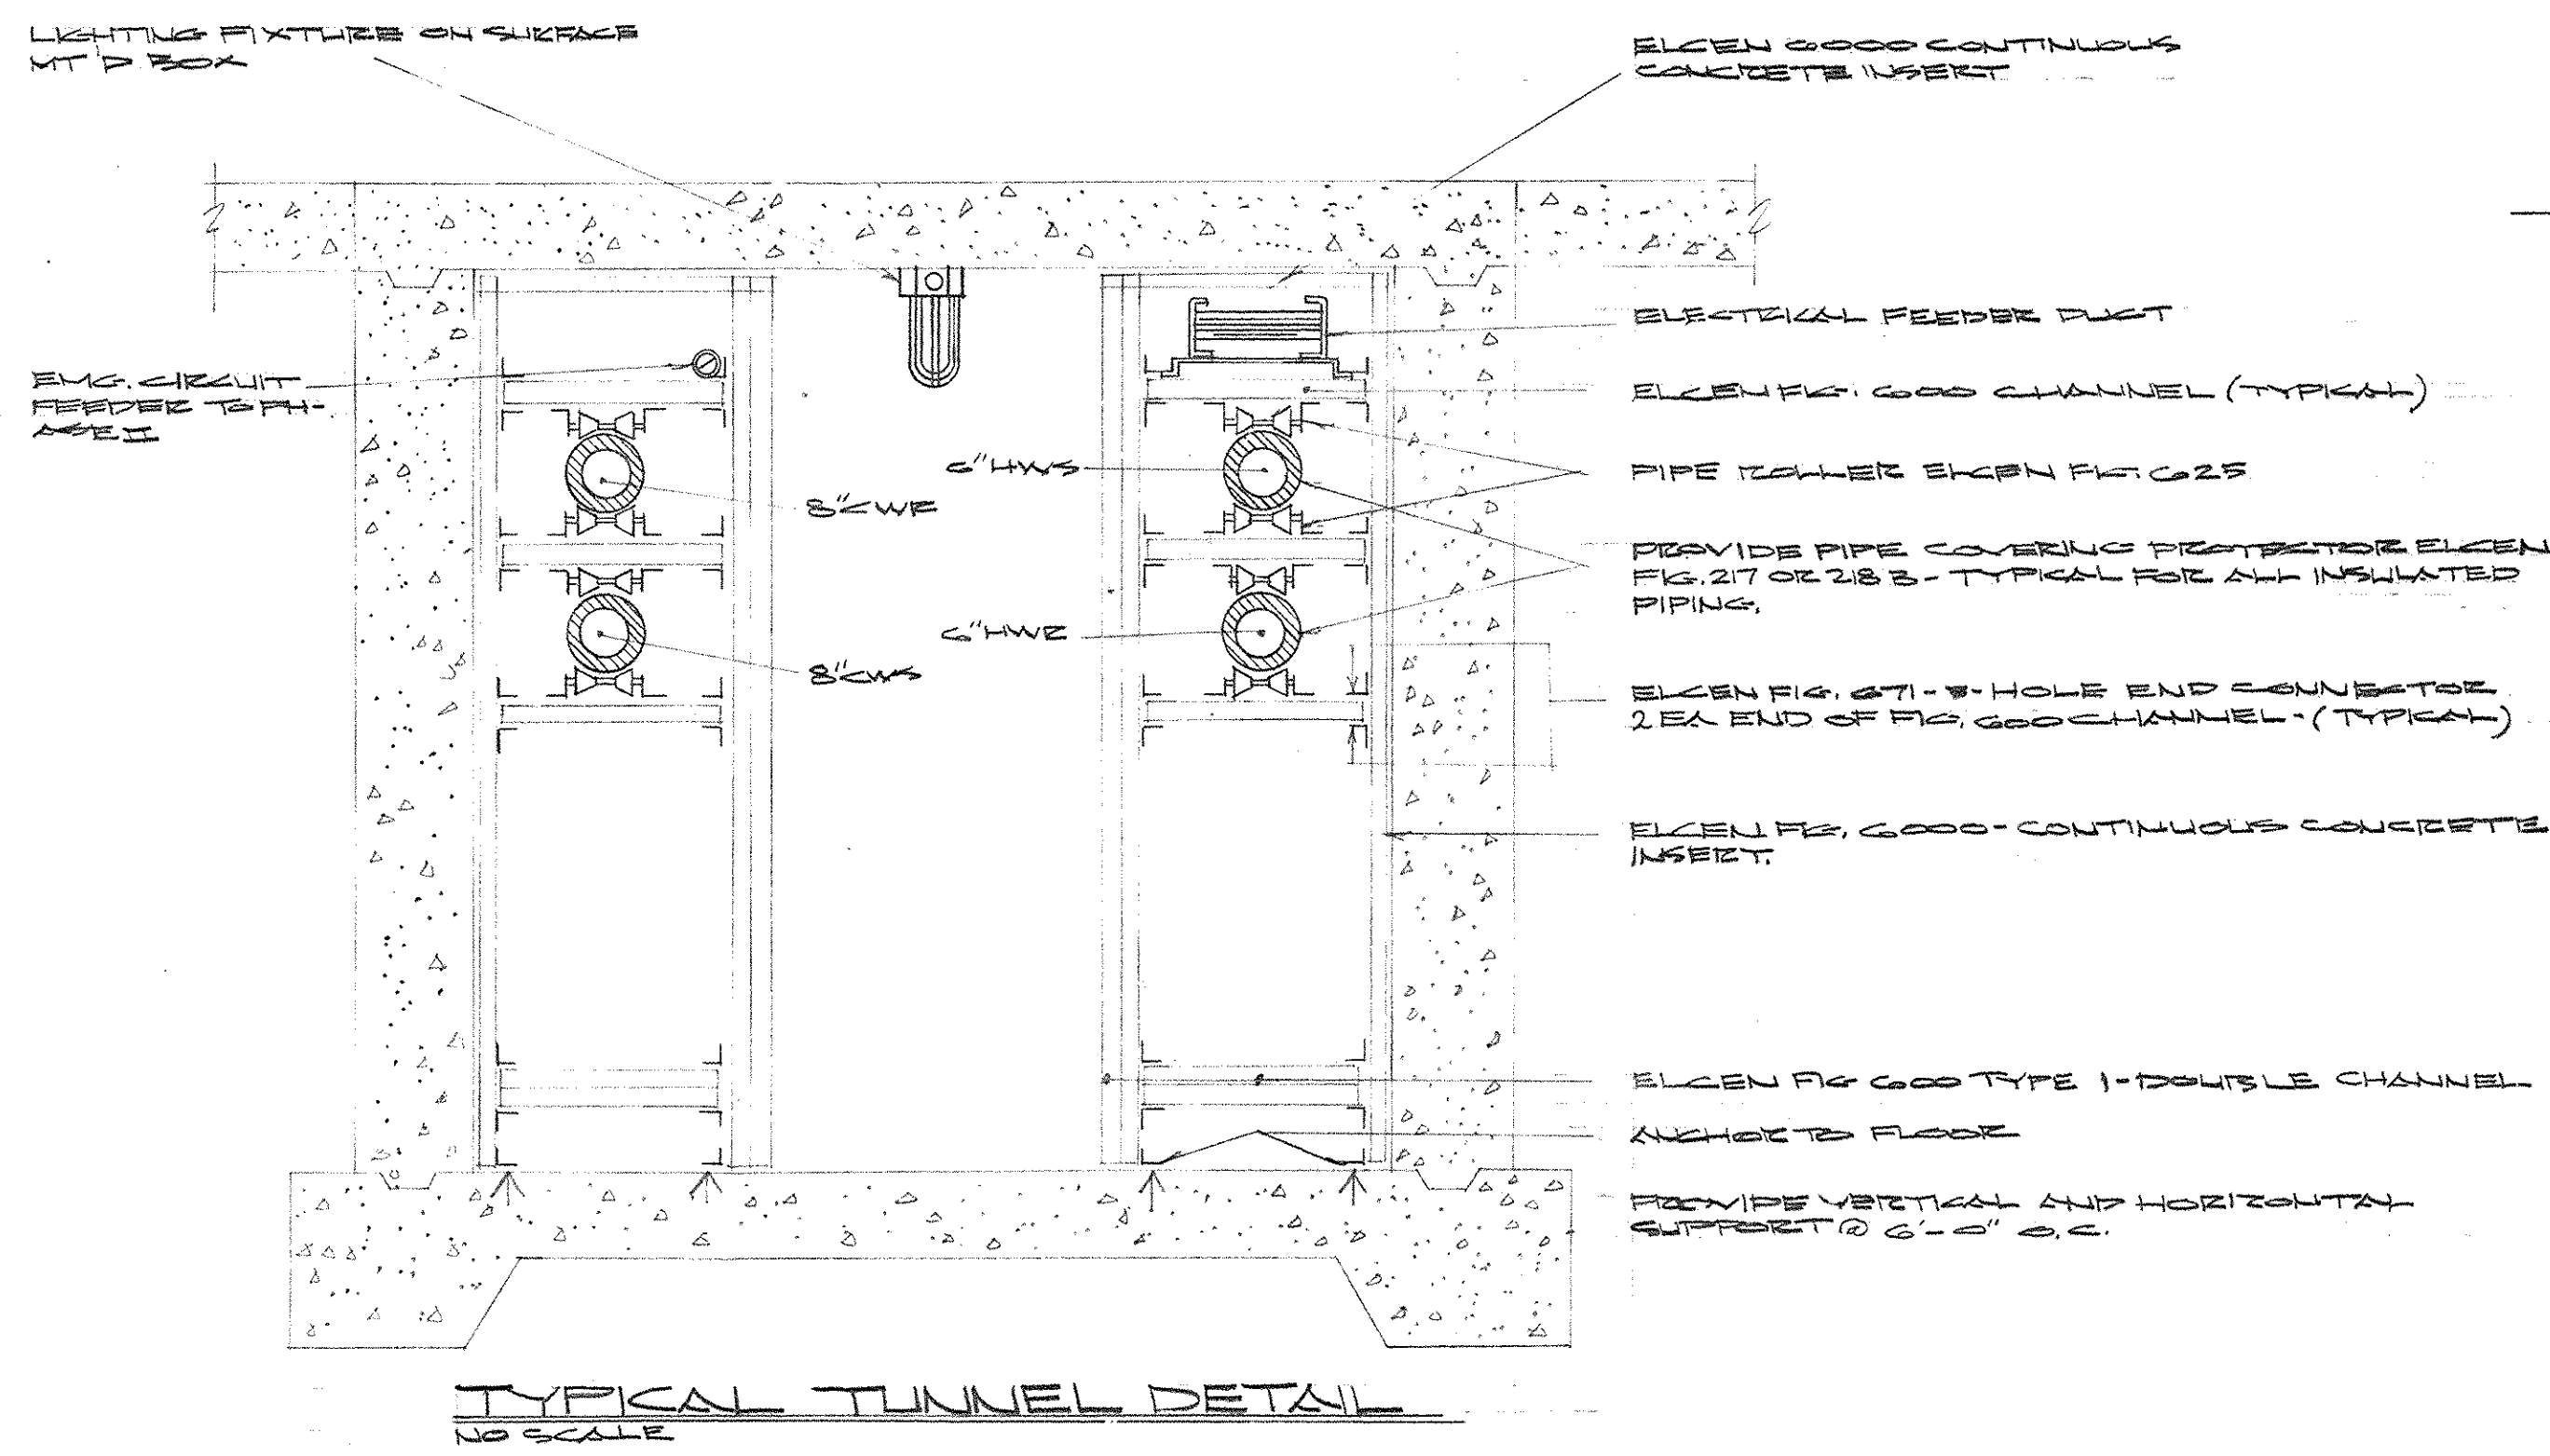 LIGHTING FIXTURE ON SURFACE
MT'D BOX
ELCEN 6000 CONTINUOUS
CONCRETE INSERT
ELECTRICAL FEEDER DUCT
EMG. CIRCUIT
FEEDER TO PH-
ASE II
ELCEN FIG. 600 CHANNEL (TYPICAL)
6" HWS
PIPE ROLLER ELCEN FIG. 625
8" CWR
PROVIDE PIPE COVERING PROTECTOR ELCEN
FIG. 217 OR 218 B - TYPICAL FOR ALL INSULATED
PIPING.
6" HWR
8" CWS
ELCEN FIG. 671 - HOLE END CONNECTOR
2 EA END OF FIG. 600 CHANNEL - (TYPICAL)
ELCEN FIG. 6000 - CONTINUOUS CONCRETE
INSERT.
ELCEN FIG 600 TYPE 1 - DOUBLE CHANNEL
ANCHOR TO FLOOR
PROVIDE VERTICAL AND HORIZONTAL
SUPPORT @ 6'-0" O.C.
TYPICAL TUNNEL DETAIL
NO SCALE